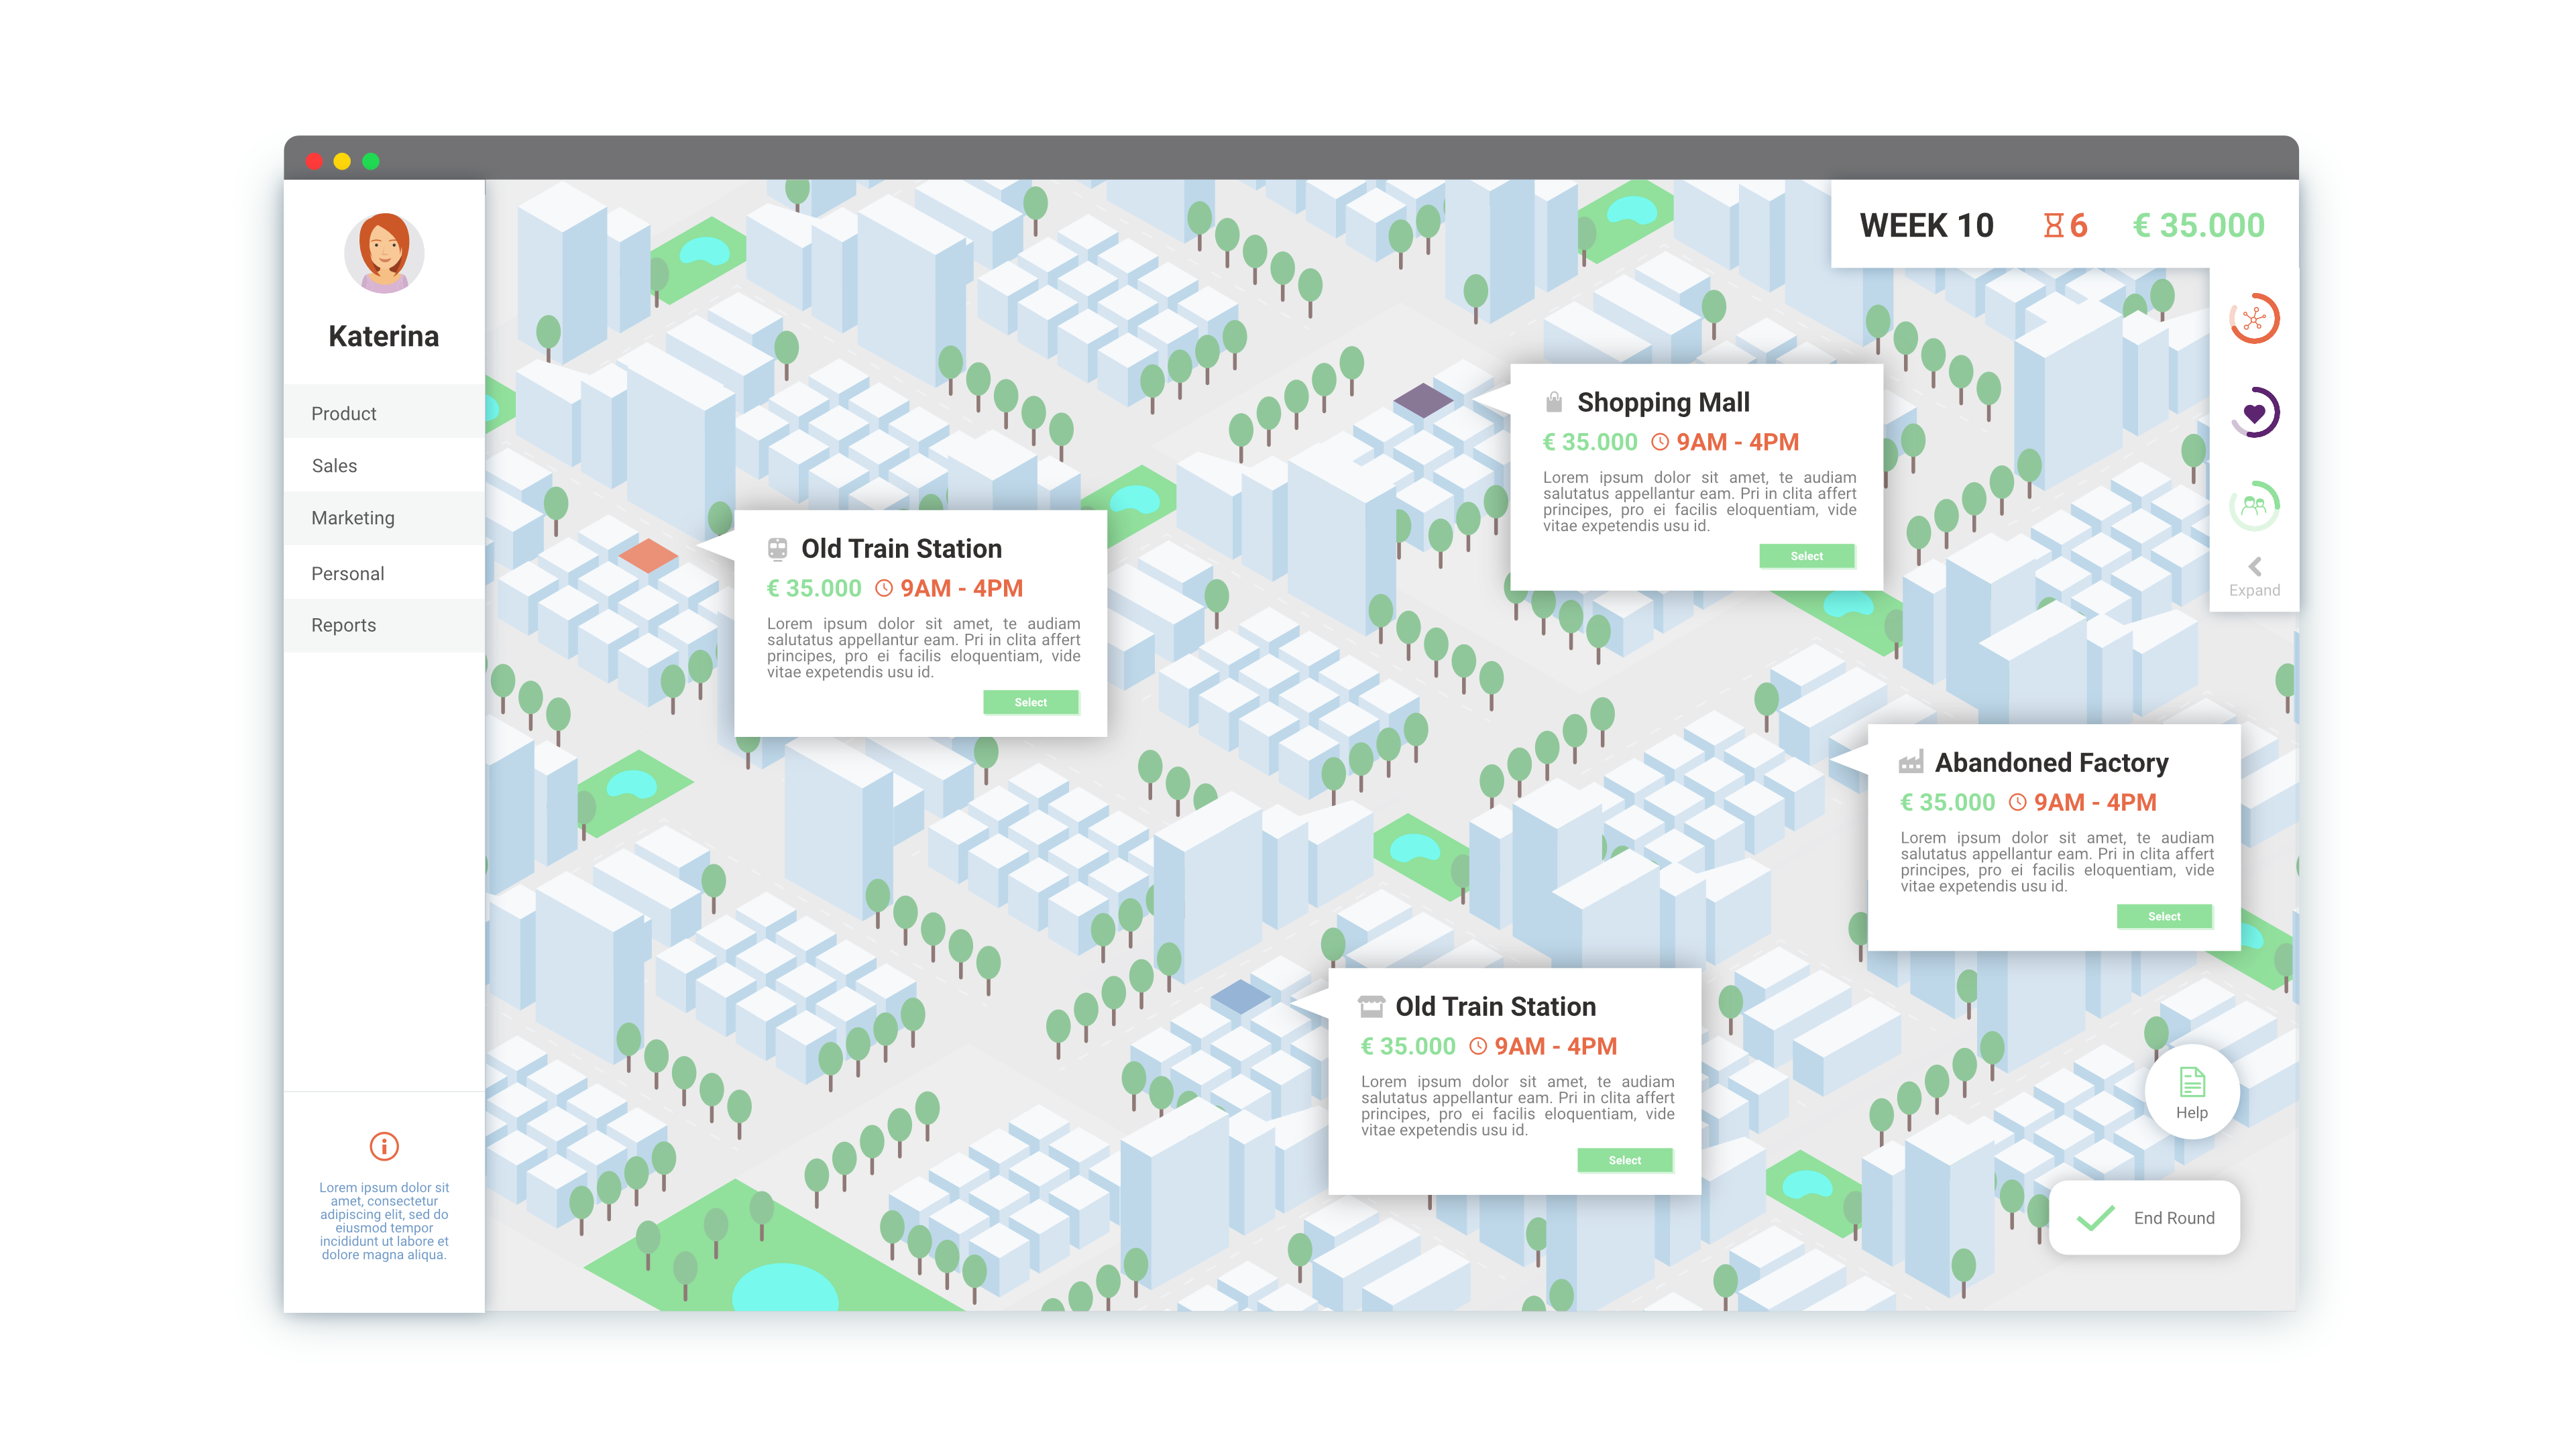 Katerina
Product
Sales
Marketing
Personal
Reports
Lorem ipsum dolor sit
amet, consectetur
adipiscing elit, sed do
eiusmod tempor
incididunt ut labore et
dolore magna aliqua.
WEEK 10 6 € 35.000
Expand
Shopping Mall
€ 35.000 9AM - 4PM
Lorem ipsum dolor sit amet, te audiam
salutatus appellantur eam. Pri in clita affert
principes, pro ei facilis eloquentiam, vide
vitae expetendis usu id.
Select
Old Train Station
€ 35.000 9AM - 4PM
Lorem ipsum dolor sit amet, te audiam
salutatus appellantur eam. Pri in clita affert
principes, pro ei facilis eloquentiam, vide
vitae expetendis usu id.
Select
Abandoned Factory
€ 35.000 9AM - 4PM
Lorem ipsum dolor sit amet, te audiam
salutatus appellantur eam. Pri in clita affert
principes, pro ei facilis eloquentiam, vide
vitae expetendis usu id.
Select
Old Train Station
€ 35.000 9AM - 4PM
Lorem ipsum dolor sit amet, te audiam
salutatus appellantur eam. Pri in clita affert
principes, pro ei facilis eloquentiam, vide
vitae expetendis usu id.
Select
Help
End Round